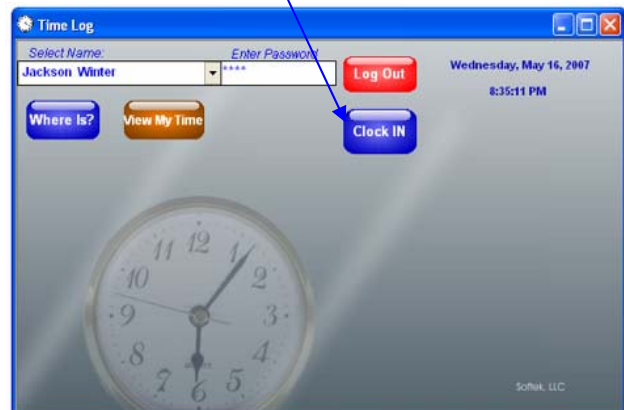 Time Log
Select Name: Enter Password
Jackson Winter **** Log Out
Wednesday, May 16, 2007
8:35:11 PM
Where Is? View My Time Clock IN
11 12 1
10 2
9 3
8 4
7 6 5
Softek, LLC